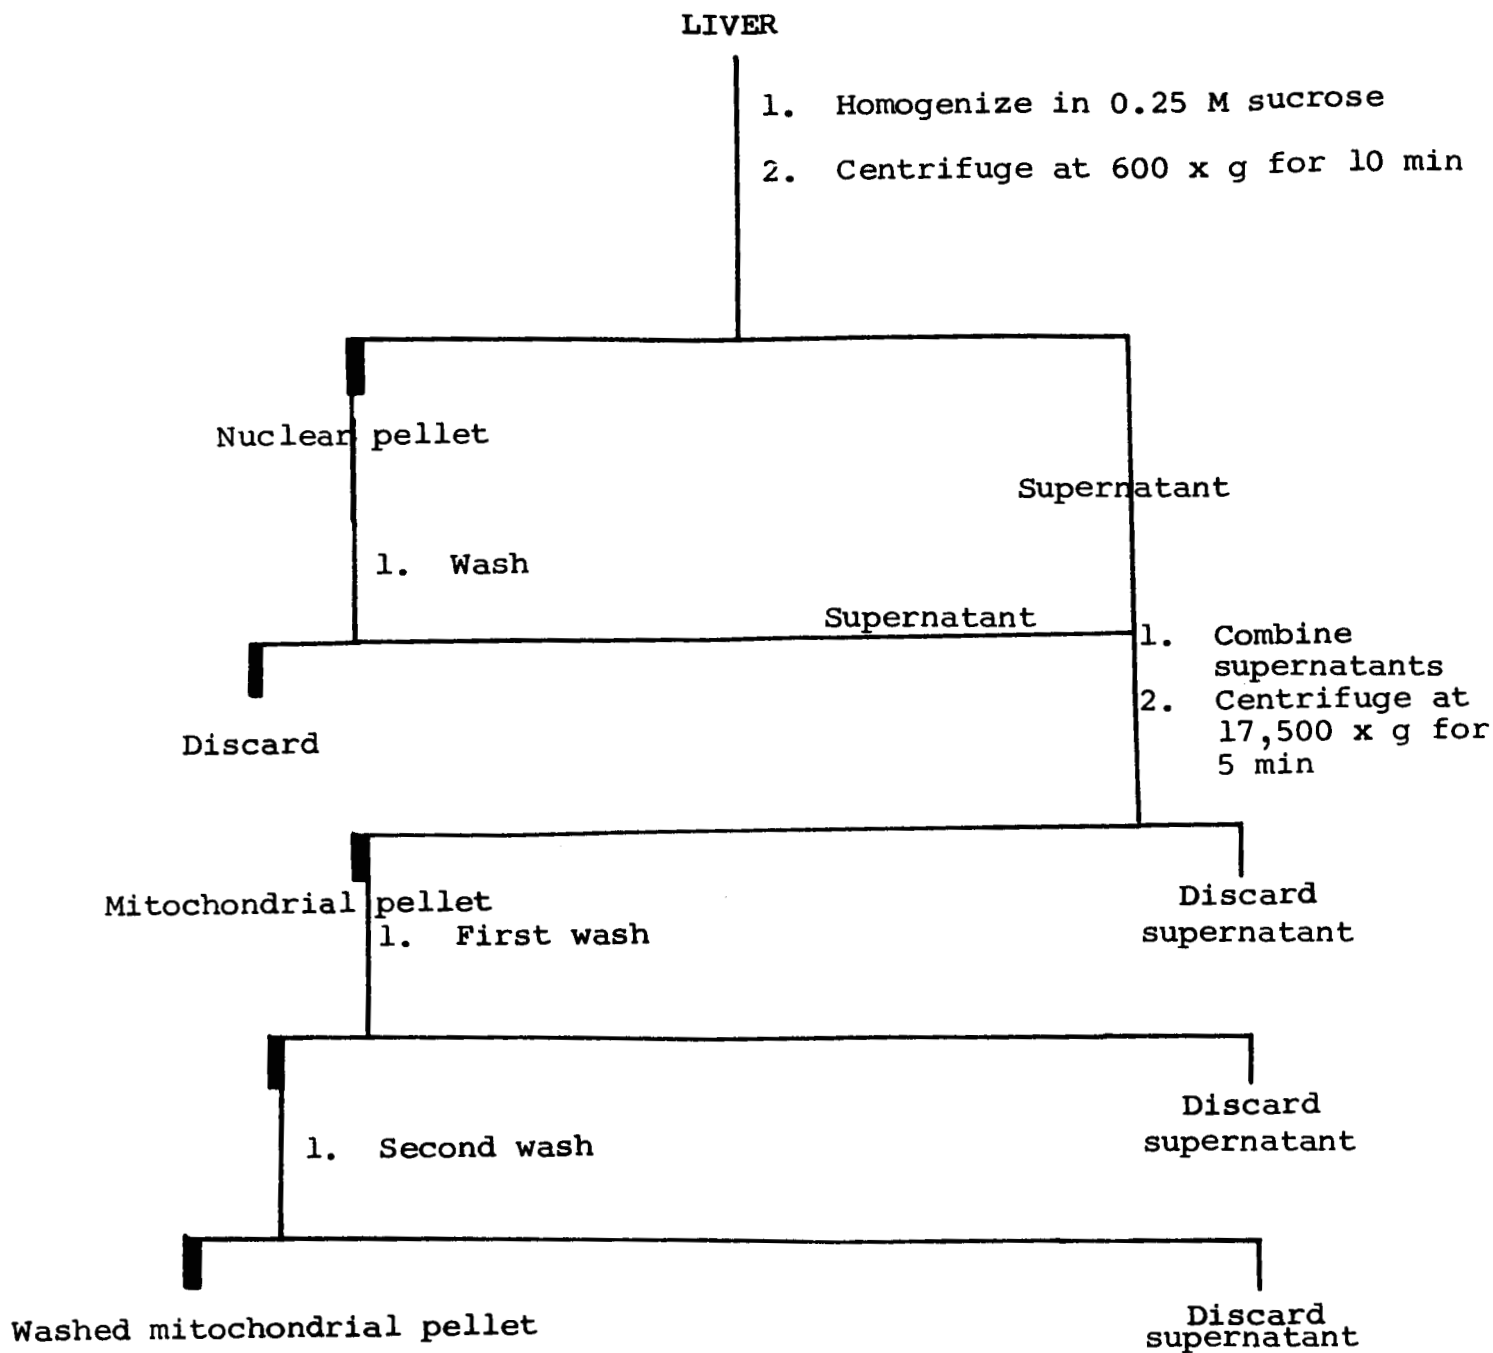 LIVER
1. Homogenize in 0.25 M sucrose
2. Centrifuge at 600 x g for 10 min
Nuclear pellet
Supernatant
1. Wash
Supernatant
1. Combine
supernatants
2. Centrifuge at
17,500 x g for
5 min
Discard
Mitochondrial pellet
1. First wash
Discard
supernatant
Discard
supernatant
1. Second wash
Washed mitochondrial pellet
Discard
supernatant